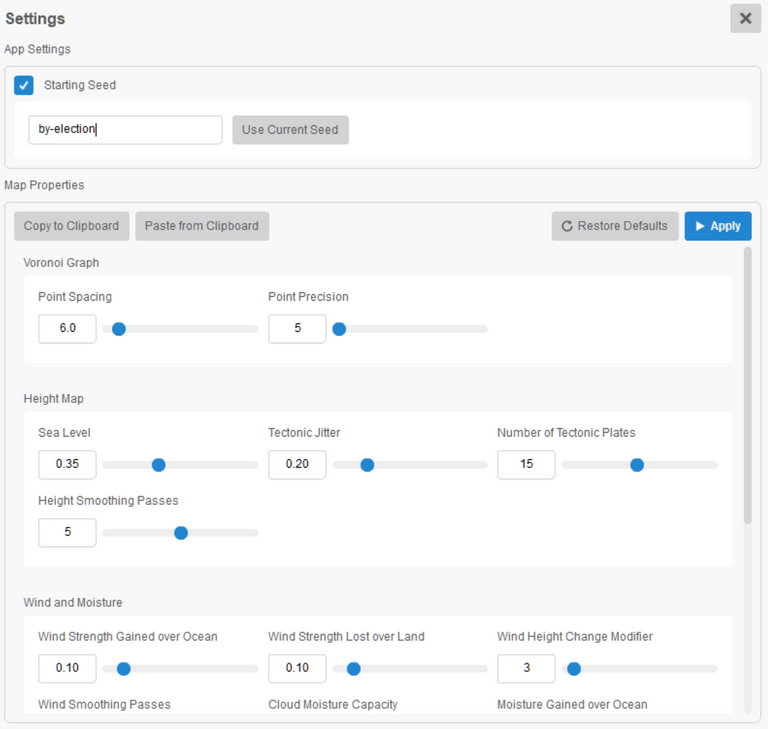 Settings
App Settings
Starting Seed
by-election
Use Current Seed
Map Properties
Copy to Clipboard Paste from Clipboard Restore Defaults Apply
Voronoi Graph
Point Spacing Point Precision
6.0 5
Height Map
Sea Level Tectonic Jitter Number of Tectonic Plates
0.35 0.20 15
Height Smoothing Passes
5
Wind and Moisture
Wind Strength Gained over Ocean Wind Strength Lost over Land Wind Height Change Modifier
0.10 0.10 3
Wind Smoothing Passes Cloud Moisture Capacity Moisture Gained over Ocean